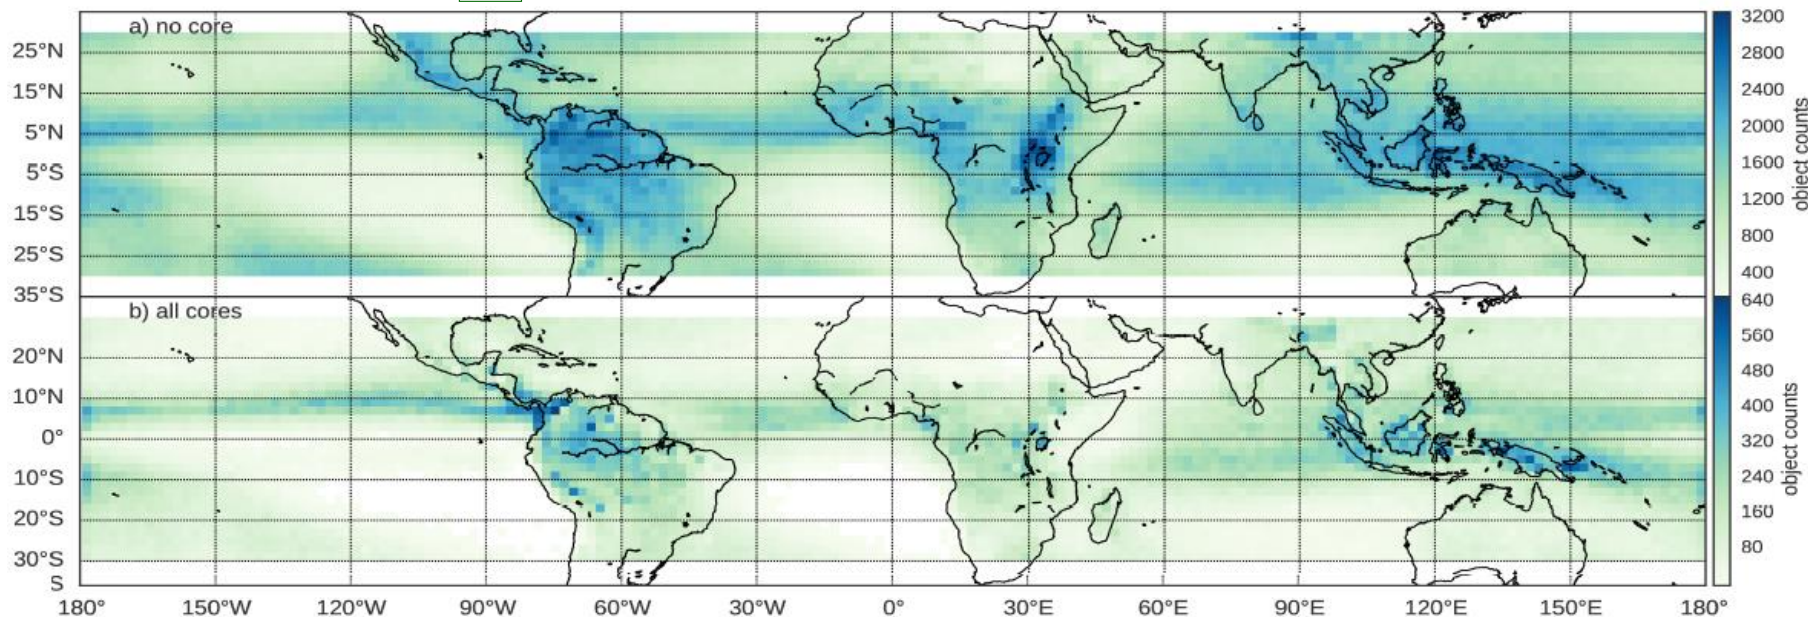 a) no core
25°N
15°N
5°N
5°S
15°S
25°S
35°S
3200
2800
2400
2000
1600
1200
800
400
object counts
b) all cores
20°N
10°N
0°
10°S
20°S
30°S
S
640
560
480
400
320
240
160
80
object counts
180° 150°W 120°W 90°W 60°W 30°W 0° 30°E 60°E 90°E 120°E 150°E 180°